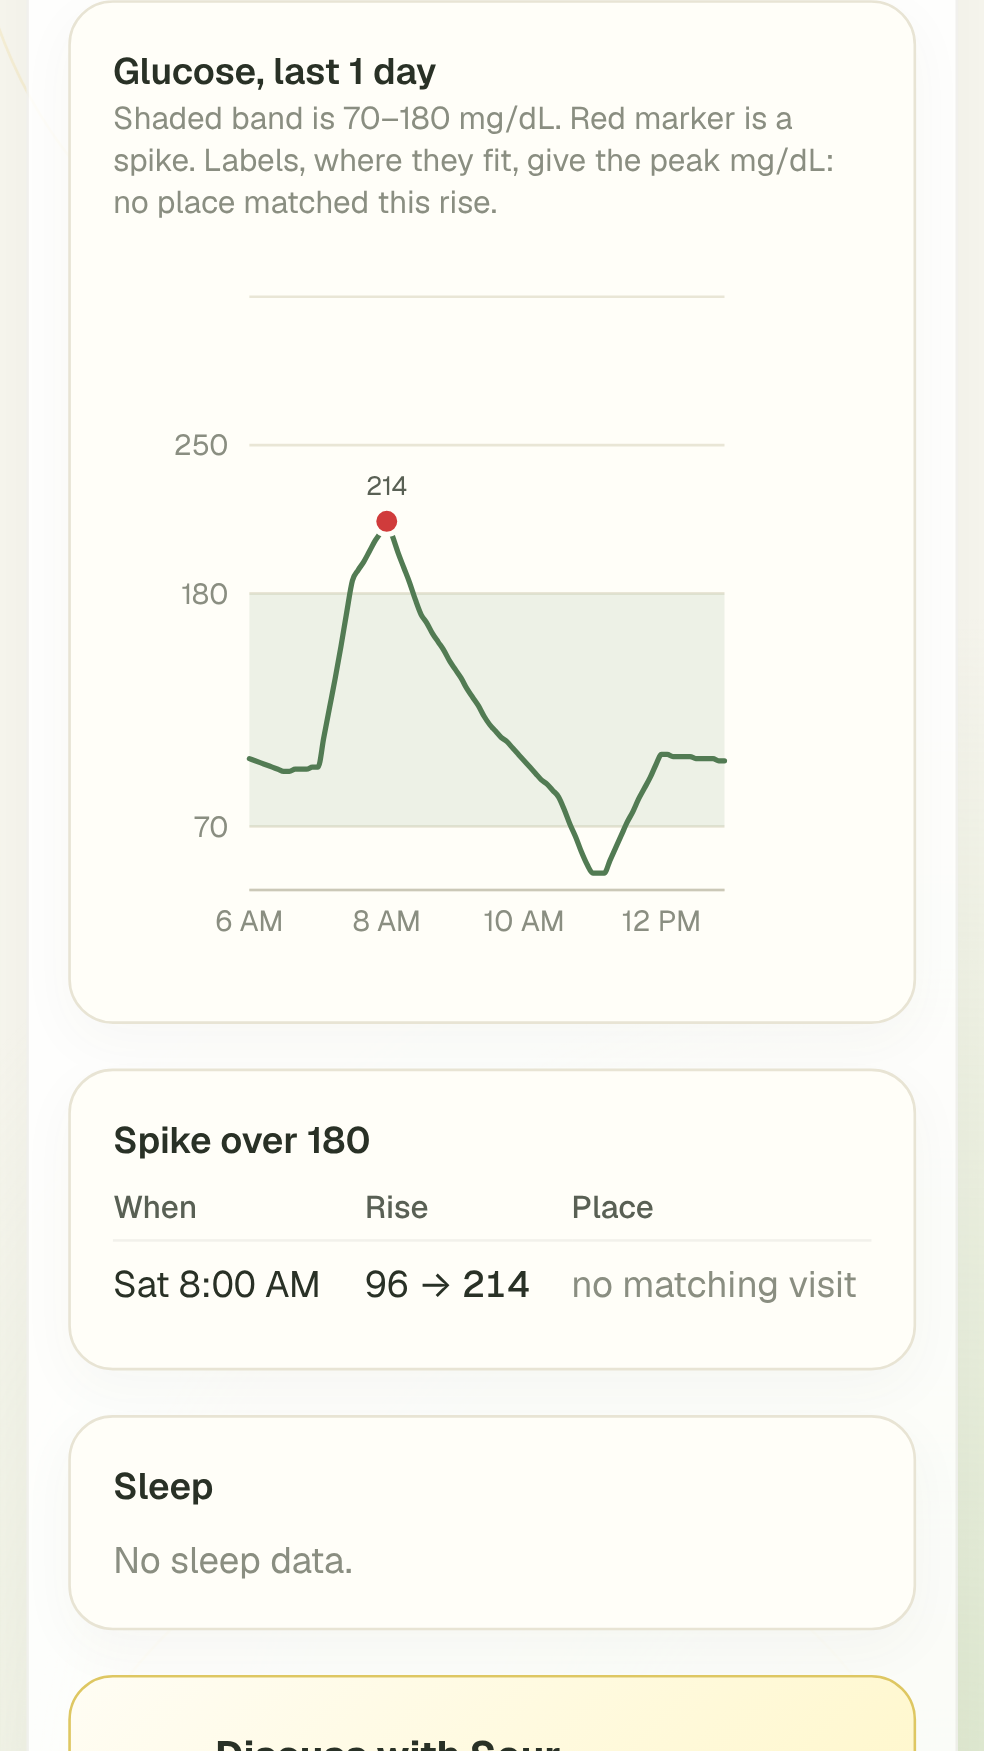 Glucose, last 1 day
Shaded band is 70–180 mg/dL. Red marker is a
spike. Labels, where they fit, give the peak mg/dL:
no place matched this rise.
250
214
180
70
6 AM 8 AM 10 AM 12 PM
Spike over 180
When Rise Place
Sat 8:00 AM 96 → 214 no matching visit
Sleep
No sleep data.
Discuss with